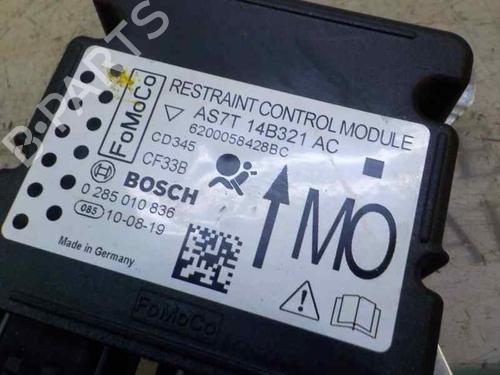 FoMoCo
RESTRAINT CONTROL MODULE
AS7T 14B321 AC
6200058428BC
CD345
CF33B
BOSCH
0 285 010 836
085 10-08-19
Made in Germany
MO
FoMoCo
B-PARTS